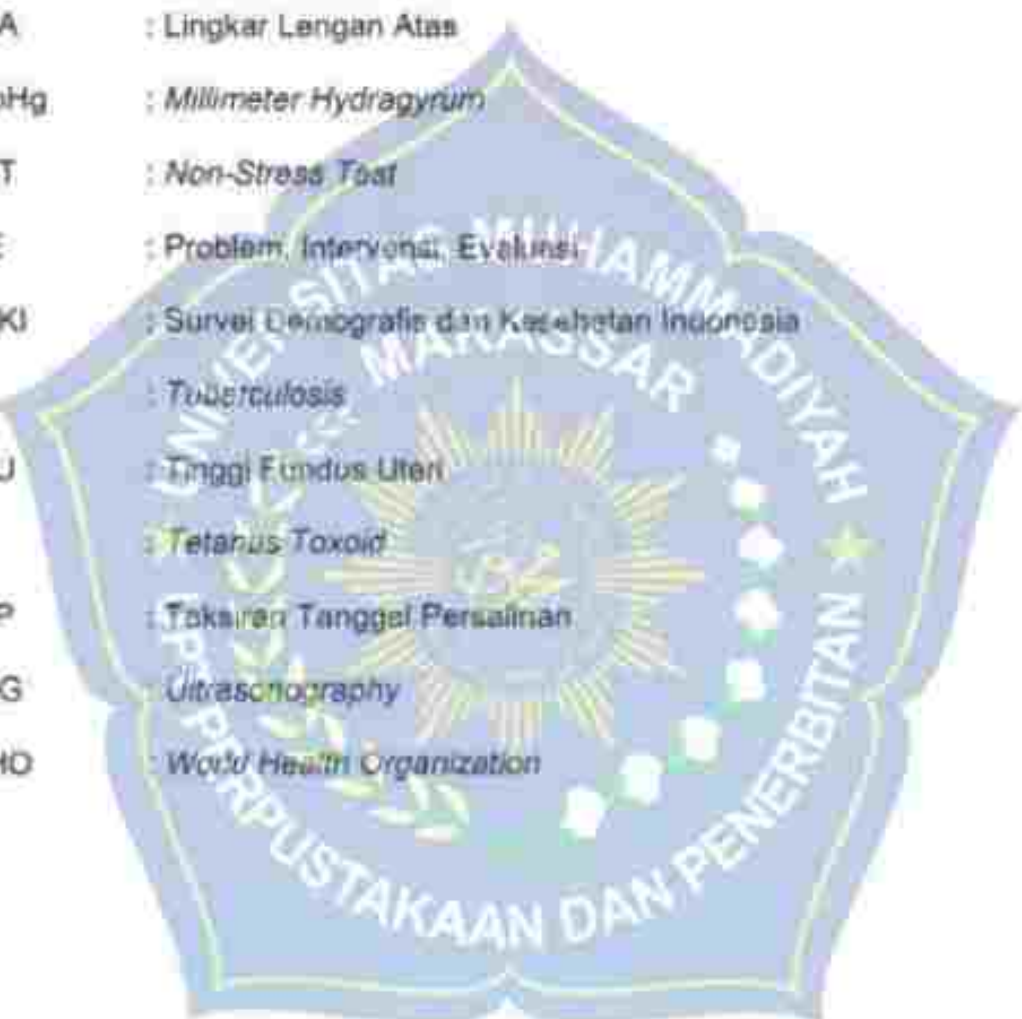 A : Lingkar Lengan Atas
Hg : Millimeter Hydragyrum
T : Non-Stress Test
: Problem, Intervensi, Evaluasi
KI : Survei Demografis dan Kesehatan Indonesia
: Tuberculosis
U : Tinggi Fundus Uteri
: Tetanus Toxoid
P : Taksiran Tanggal Persalinan
G : Ultrasonography
HO : World Health Organization
UNIVERSITAS MUHAMMADIYAH
MAKASSAR
PERPUSTAKAAN DAN PENERBITAN